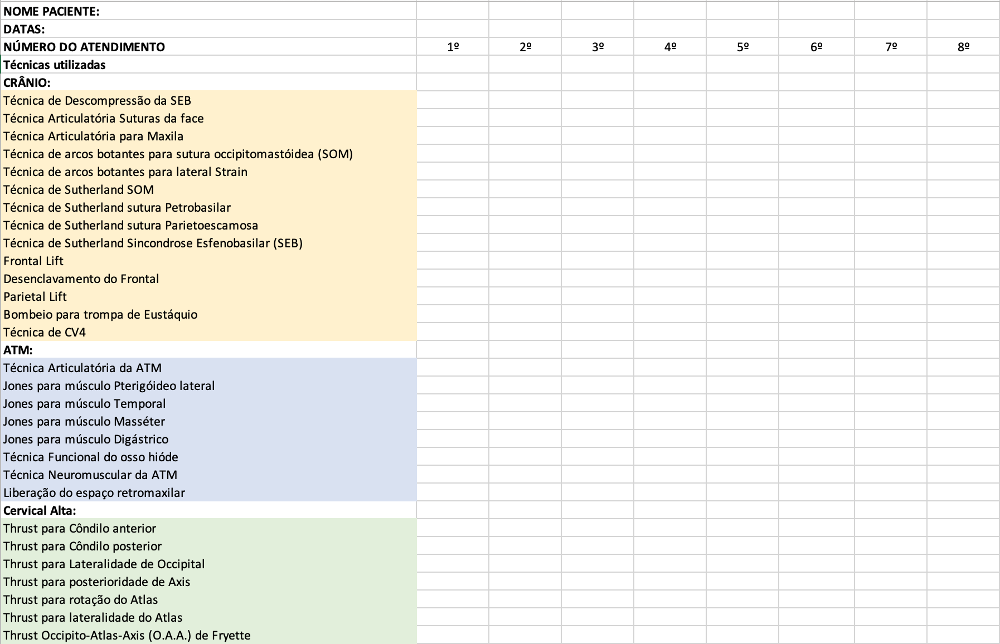 NOME PACIENTE:
DATAS:
NÚMERO DO ATENDIMENTO 1º 2º 3º 4º 5º 6º 7º 8º
Técnicas utilizadas
CRÂNIO:
Técnica de Descompressão da SEB
Técnica Articulatória Suturas da face
Técnica Articulatória para Maxila
Técnica de arcos botantes para sutura occipitomastóidea (SOM)
Técnica de arcos botantes para lateral Strain
Técnica de Sutherland SOM
Técnica de Sutherland sutura Petrobasilar
Técnica de Sutherland sutura Parietoescamosa
Técnica de Sutherland Sincondrose Esfenobasilar (SEB)
Frontal Lift
Desenclavamento do Frontal
Parietal Lift
Bombeio para trompa de Eustáquio
Técnica de CV4
ATM:
Técnica Articulatória da ATM
Jones para músculo Pterigóideo lateral
Jones para músculo Temporal
Jones para músculo Masséter
Jones para músculo Digástrico
Técnica Funcional do osso hióde
Técnica Neuromuscular da ATM
Liberação do espaço retromaxilar
Cervical Alta:
Thrust para Côndilo anterior
Thrust para Côndilo posterior
Thrust para Lateralidade de Occipital
Thrust para posterioridade de Axis
Thrust para rotação do Atlas
Thrust para lateralidade do Atlas
Thrust Occipito-Atlas-Axis (O.A.A.) de Fryette